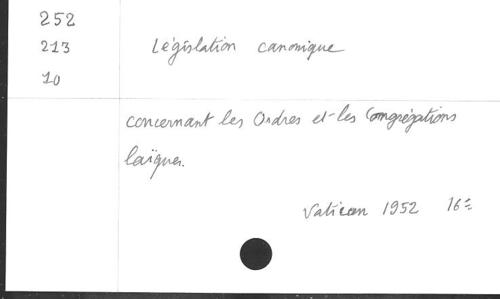 252
213 Législation canonique
10
concernant les Ordres et les Congrégations
laïques.
Vatican 1952 16=